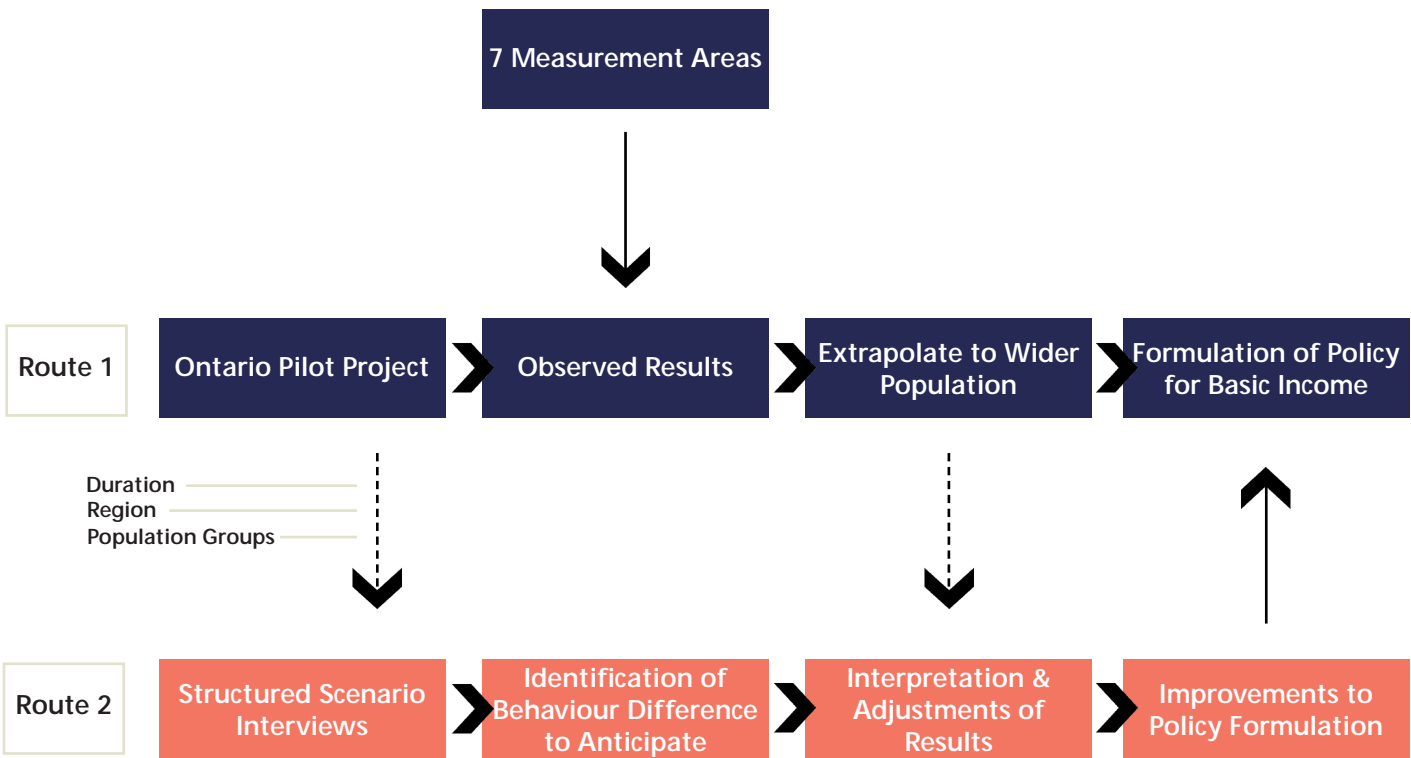 7 Measurement Areas
Route 1
Ontario Pilot Project
Observed Results
Extrapolate to Wider
Population
Formulation of Policy
for Basic Income
Duration
Region
Population Groups
Route 2
Structured Scenario
Interviews
Identification of
Behaviour Difference
to Anticipate
Interpretation &
Adjustments of
Results
Improvements to
Policy Formulation